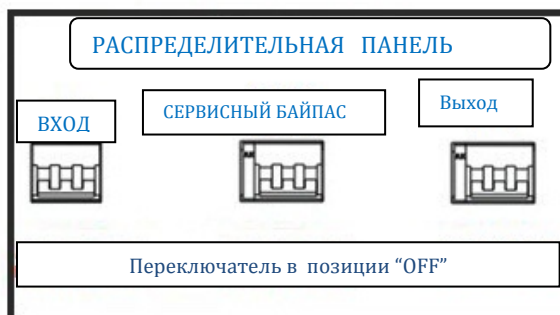 РАСПРЕДЕЛИТЕЛЬНАЯ ПАНЕЛЬ
ВХОД
СЕРВИСНЫЙ БАЙПАС
Выход
Переключатель в позиции “OFF”